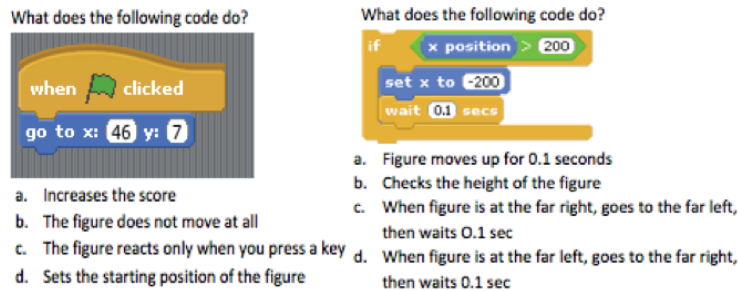 What does the following code do?
when clicked
go to x: 46 y: 7
a. Increases the score
b. The figure does not move at all
c. The figure reacts only when you press a key
d. Sets the starting position of the figure
What does the following code do?
if x position > 200
set x to -200
wait 0.1 secs
a. Figure moves up for 0.1 seconds
b. Checks the height of the figure
c. When figure is at the far right, goes to the far left,
then waits O.1 sec
d. When figure is at the far left, goes to the far right,
then waits 0.1 sec